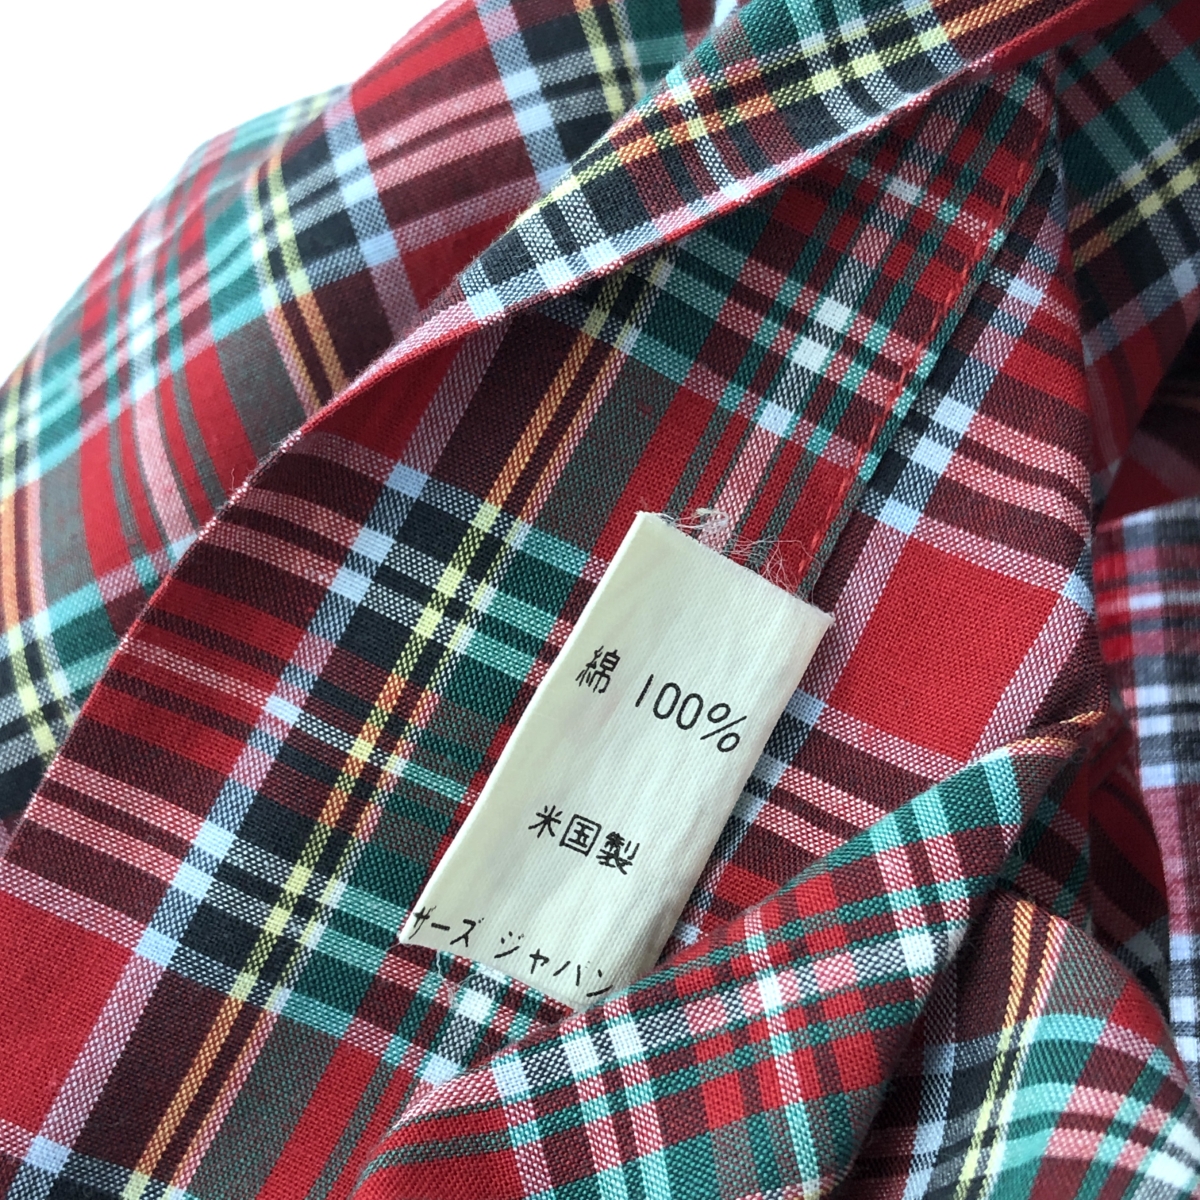 綿 100%
米国製
ザーズ ジャパン